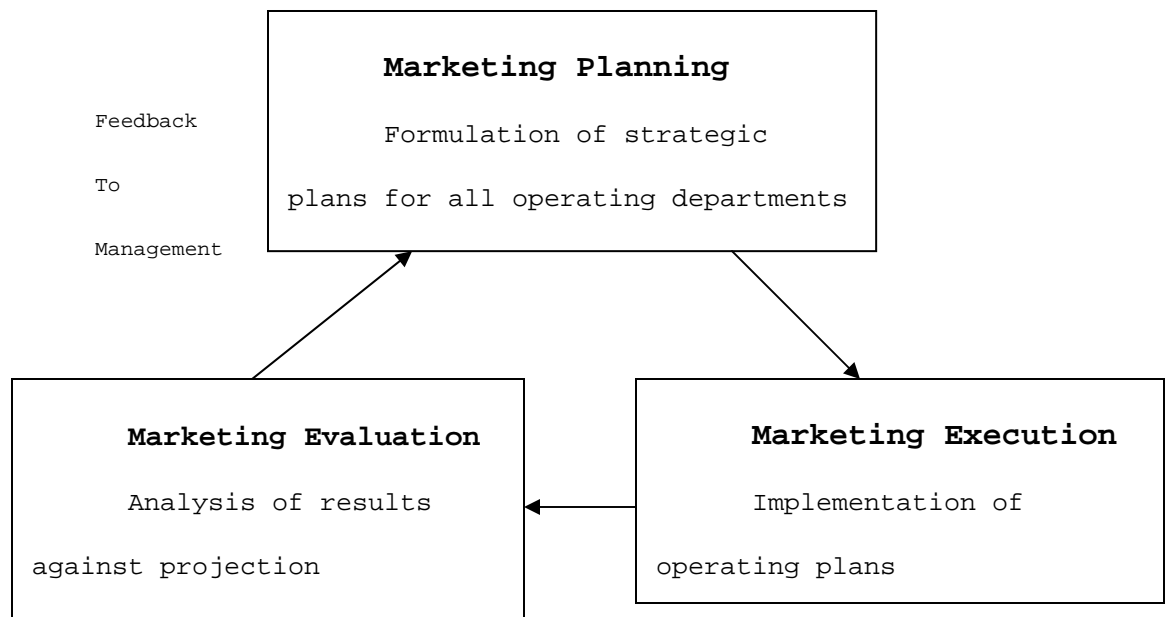 Marketing Planning
Formulation of strategic
plans for all operating departments
Feedback
To
Management
Marketing Evaluation
Analysis of results
against projection
Marketing Execution
Implementation of
operating plans